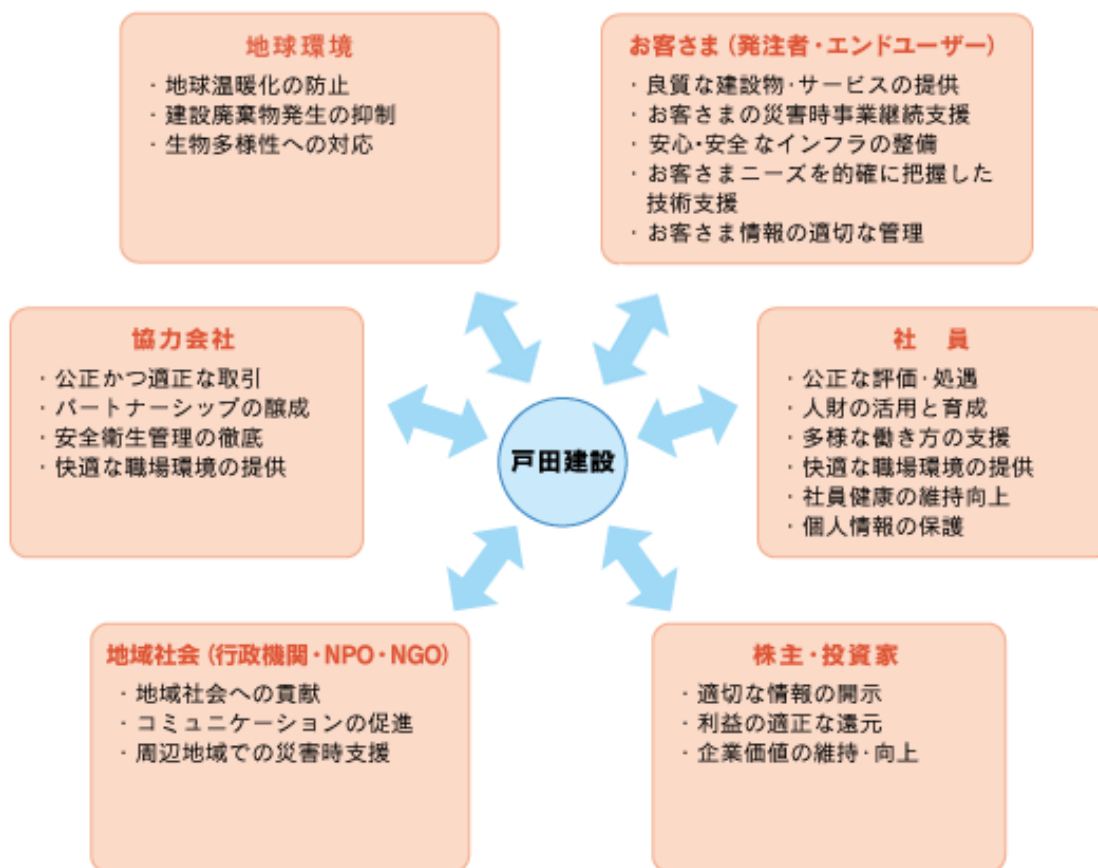 地球環境
・地球温暖化の防止
・建設廃棄物発生の抑制
・生物多様性への対応
お客さま(発注者・エンドユーザー)
・良質な建設物・サービスの提供
・お客さまの災害時事業継続支援
・安心・安全なインフラの整備
・お客さまニーズを的確に把握した
技術支援
・お客さま情報の適切な管理
協力会社
・公正かつ適正な取引
・パートナーシップの醸成
・安全衛生管理の徹底
・快適な職場環境の提供
戸田建設
社　員
・公正な評価・処遇
・人財の活用と育成
・多様な働き方の支援
・快適な職場環境の提供
・社員健康の維持向上
・個人情報の保護
地域社会(行政機関・NPO・NGO)
・地域社会への貢献
・コミュニケーションの促進
・周辺地域での災害時支援
株主・投資家
・適切な情報の開示
・利益の適正な還元
・企業価値の維持・向上